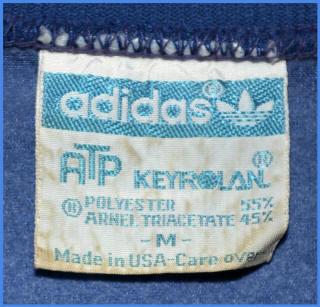 adidas
ATP KEYROLAN ®
® POLYESTER 55%
ARNEL TRIACETATE 45%
- M -
Made in USA-Care over